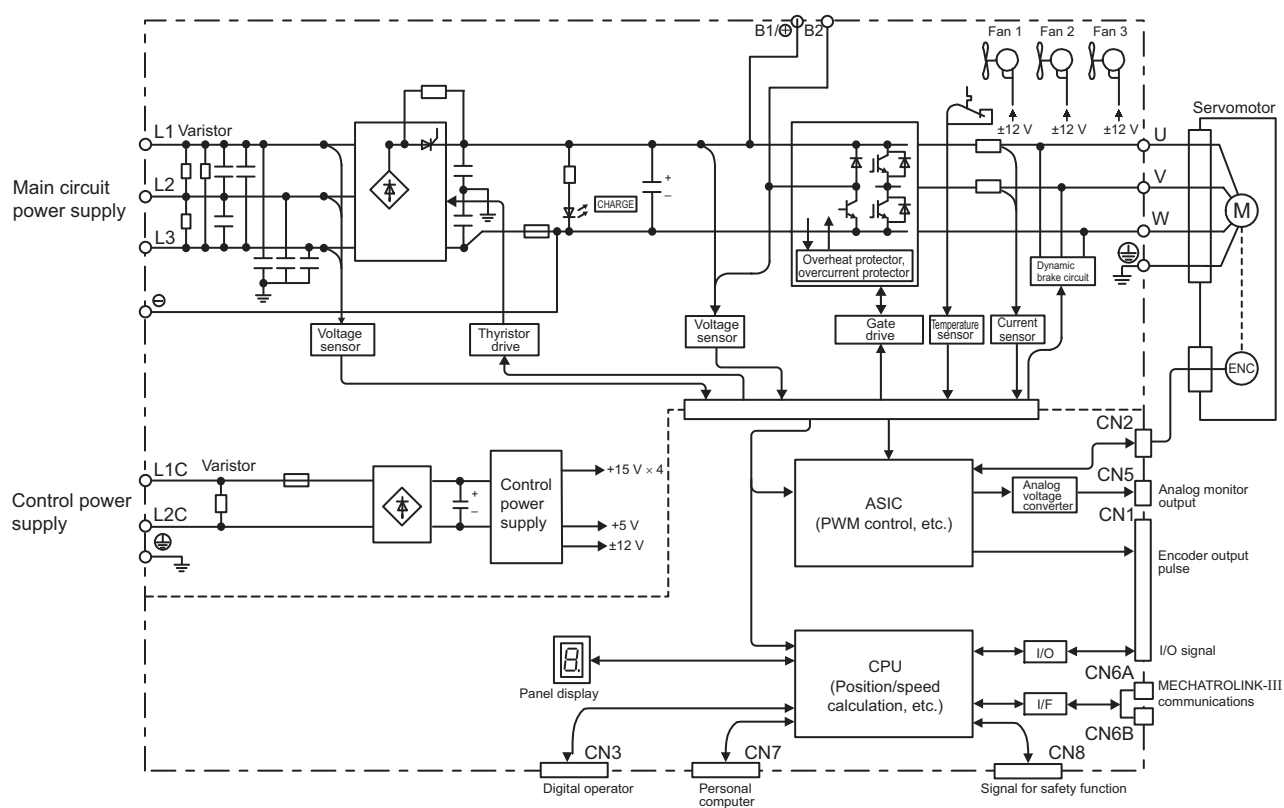 B1/⊕ B2
Fan 1 Fan 2 Fan 3
±12 V ±12 V ±12 V
Servomotor
L1 Varistor
U
Main circuit
power supply
L2
V
+
–
CHARGE
M
W
L3
Overheat protector,
overcurrent protector
Dynamic
brake circuit
⊖
Voltage
sensor
Thyristor
drive
Voltage
sensor
Gate
drive
Temperature
sensor
Current
sensor
ENC
CN2
L1C
Varistor
Control power
supply
L2C
+
–
Control
power
supply
+15 V × 4
+5 V
±12 V
ASIC
(PWM control, etc.)
Analog
voltage
converter
CN5
Analog monitor
output
CN1
Encoder output
pulse
8.
Panel display
CPU
(Position/speed
calculation, etc.)
I/O
I/O signal
I/F
CN6A
MECHATROLINK-III
communications
CN6B
CN3
Digital operator
CN7
Personal
computer
CN8
Signal for safety function